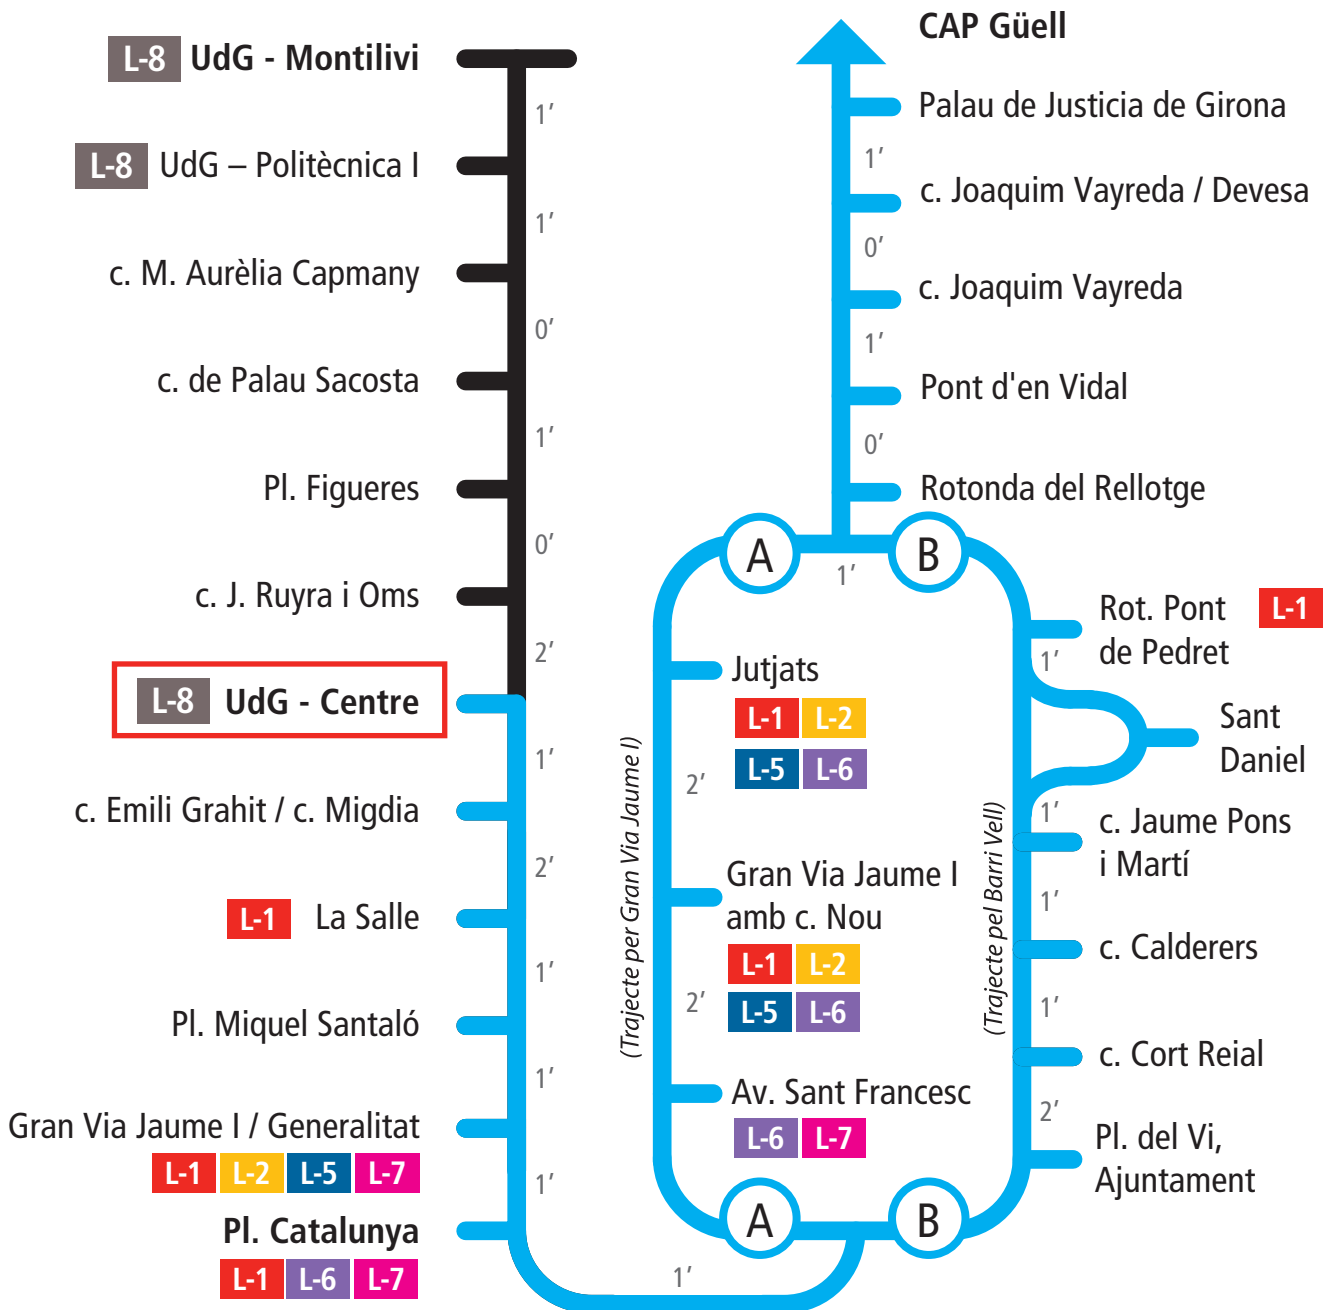 L-8 UdG - Montilivi
1’
L-8 UdG – Politècnica I
1’
c. M. Aurèlia Capmany
0’
c. de Palau Sacosta
1’
Pl. Figueres
0’
c. J. Ruyra i Oms
2’
L-8 UdG - Centre
1’
c. Emili Grahit / c. Migdia
2’
L-1 La Salle
1’
Pl. Miquel Santaló
1’
Gran Via Jaume I / Generalitat
L-1 L-2 L-5 L-7
1’
Pl. Catalunya
L-1 L-6 L-7
1’
CAP Güell
Palau de Justicia de Girona
1’
c. Joaquim Vayreda / Devesa
0’
c. Joaquim Vayreda
1’
Pont d'en Vidal
0’
Rotonda del Rellotge
A
B
1’
(Trajecte per Gran Via Jaume I)
Jutjats
L-1 L-2
L-5 L-6
2’
Gran Via Jaume I
amb c. Nou
L-1 L-2
L-5 L-6
2’
Av. Sant Francesc
L-6 L-7
A
B
(Trajecte pel Barri Vell)
Rot. Pont L-1
de Pedret
1’
Sant
Daniel
1’
c. Jaume Pons
i Martí
1’
c. Calderers
1’
c. Cort Reial
2’
Pl. del Vi,
Ajuntament